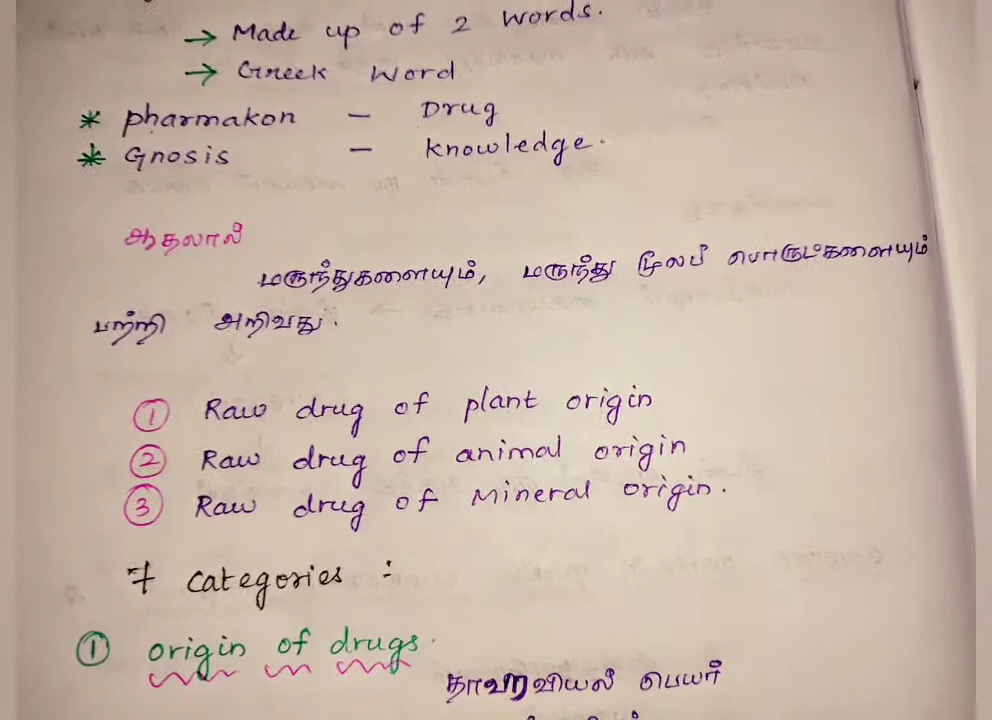 → Made up of 2 words.
→ Greek word
* pharmakon - Drug
* Gnosis - knowledge.
ஆதலால்
மருந்துகளையும், மருந்து மூலப் பொருட்களையும்
பற்றி அறிவது.
① Raw drug of plant origin
② Raw drug of animal origin
③ Raw drug of Mineral origin.
7 categories :
① origin of drugs.
தாவரவியல் பெயர்